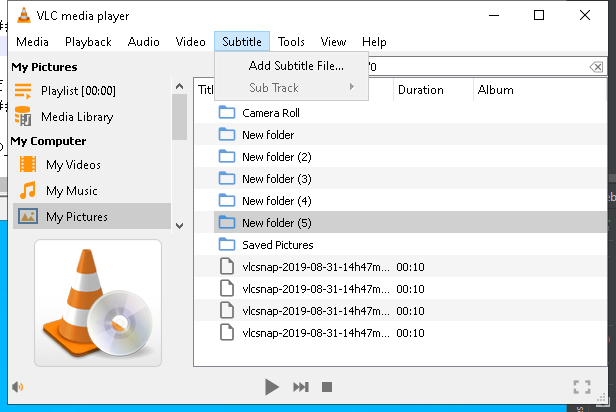 VLC media player
Media Playback Audio Video Subtitle Tools View Help
My Pictures
Add Subtitle File...
Sub Track
Playlist [00:00]
Media Library
My Computer
My Videos
My Music
My Pictures
Duration Album
Camera Roll
New folder
New folder (2)
New folder (3)
New folder (4)
New folder (5)
Saved Pictures
vlcsnap-2019-08-31-14h47m... 00:10
vlcsnap-2019-08-31-14h47m... 00:10
vlcsnap-2019-08-31-14h47m... 00:10
vlcsnap-2019-08-31-14h47m... 00:10